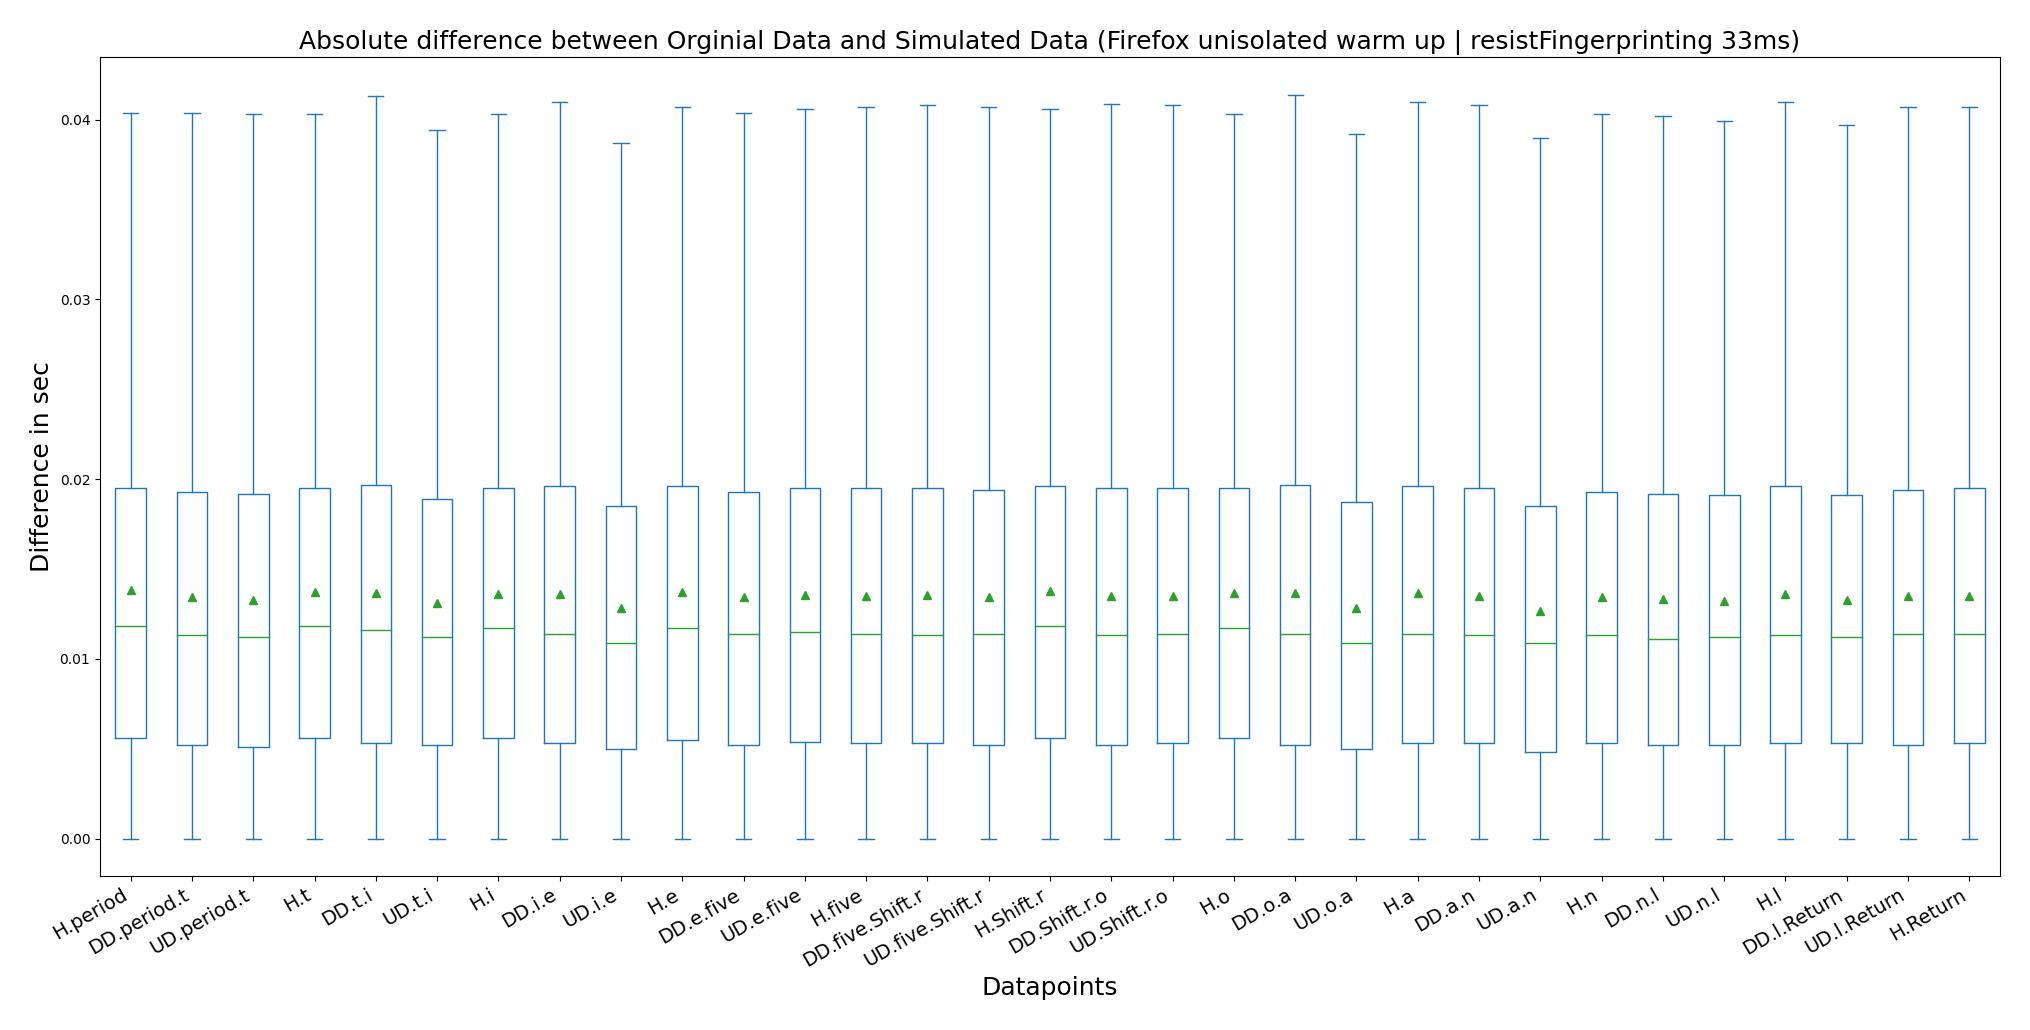 Absolute difference between Orginial Data and Simulated Data (Firefox unisolated warm up | resistFingerprinting 33ms)
Difference in sec
0.04
0.03
0.02
0.01
0.00
H.period
DD.period.t
UD.period.t
H.t
DD.t.i
UD.t.i
H.i
DD.i.e
UD.i.e
H.e
DD.e.five
UD.e.five
H.five
DD.five.Shift.r
UD.five.Shift.r
H.Shift.r
DD.Shift.r.o
UD.Shift.r.o
H.o
DD.o.a
UD.o.a
H.a
DD.a.n
UD.a.n
H.n
DD.n.l
UD.n.l
H.l
DD.l.Return
UD.l.Return
H.Return
Datapoints